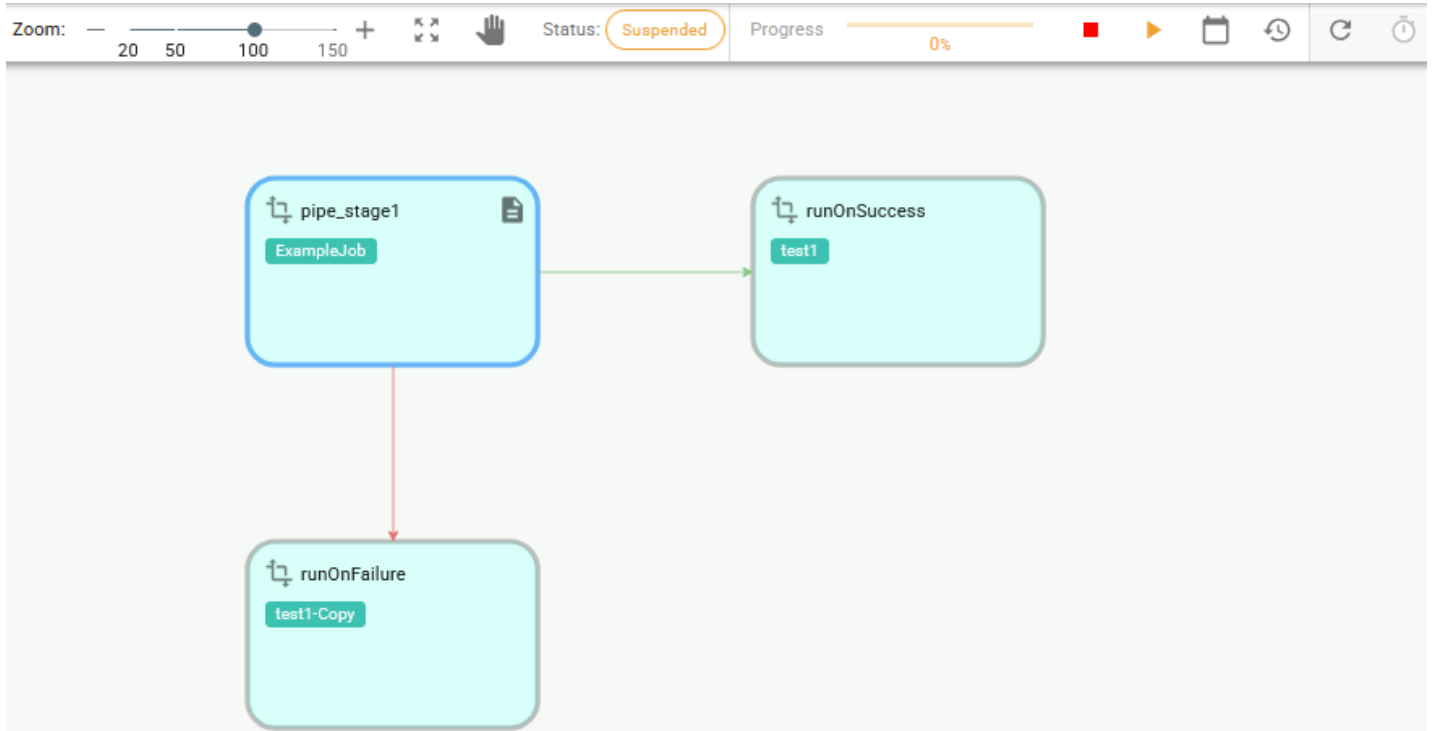 Zoom: 20 50 100 150 Status: Suspended Progress 0%
pipe_stage1
ExampleJob
runOnSuccess
test1
runOnFailure
test1-Copy